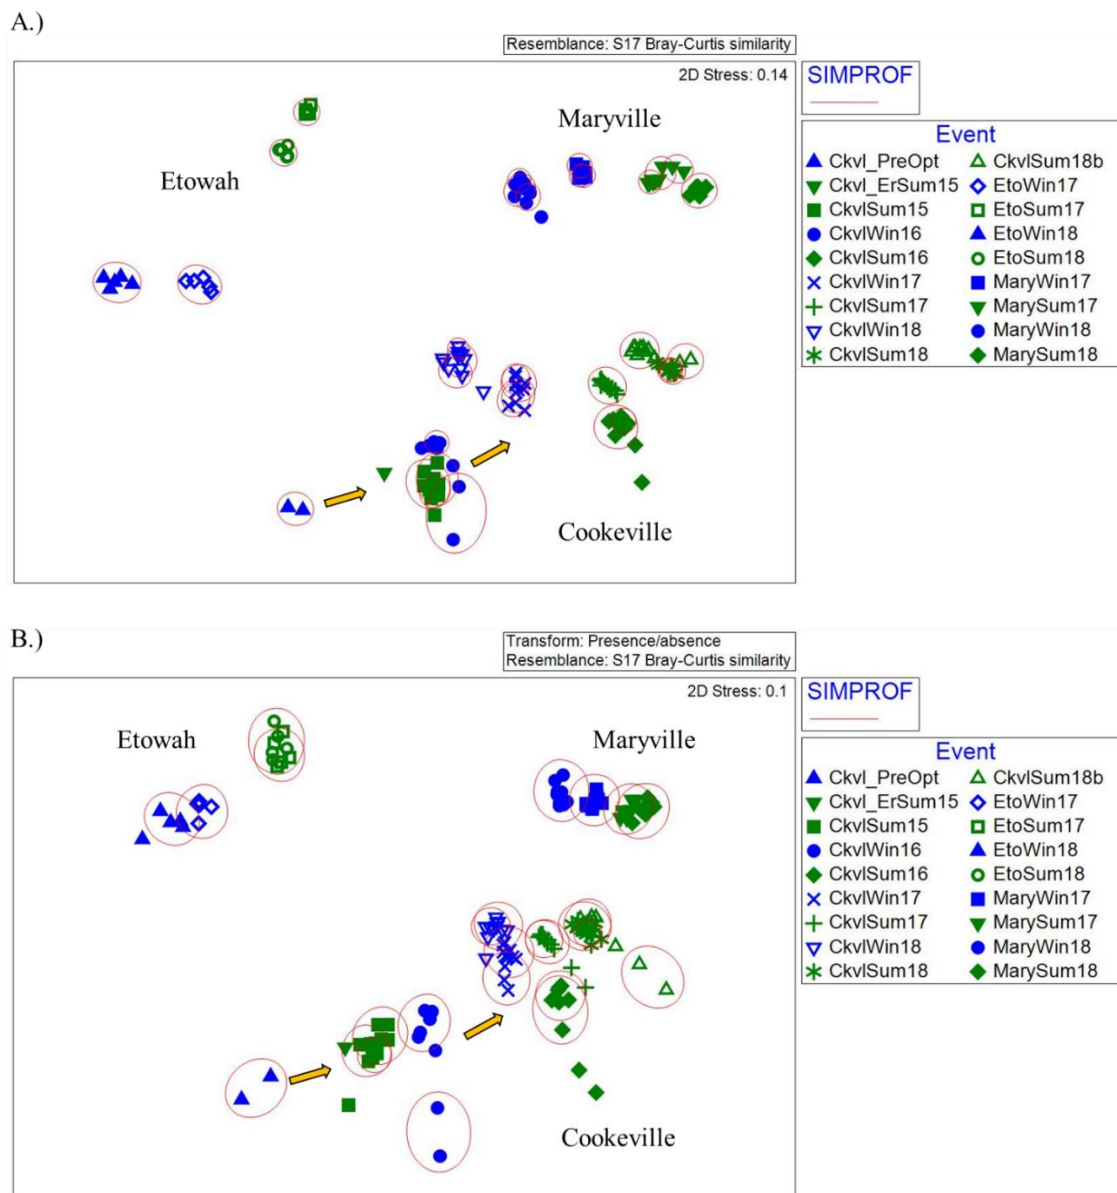 A.)
Resemblance: S17 Bray-Curtis similarity
2D Stress: 0.14
SIMPROF
Etowah
Maryville
Cookeville
Event
Ckvl_PreOpt CkvlSum18b
Ckvl_ErSum15 EtoWin17
CkvlSum15 EtoSum17
CkvlWin16 EtoWin18
CkvlSum16 EtoSum18
CkvlWin17 MaryWin17
CkvlSum17 MarySum17
CkvlWin18 MaryWin18
CkvlSum18 MarySum18
B.)
Transform: Presence/absence
Resemblance: S17 Bray-Curtis similarity
2D Stress: 0.1
SIMPROF
Etowah
Maryville
Cookeville
Event
Ckvl_PreOpt CkvlSum18b
Ckvl_ErSum15 EtoWin17
CkvlSum15 EtoSum17
CkvlWin16 EtoWin18
CkvlSum16 EtoSum18
CkvlWin17 MaryWin17
CkvlSum17 MarySum17
CkvlWin18 MaryWin18
CkvlSum18 MarySum18